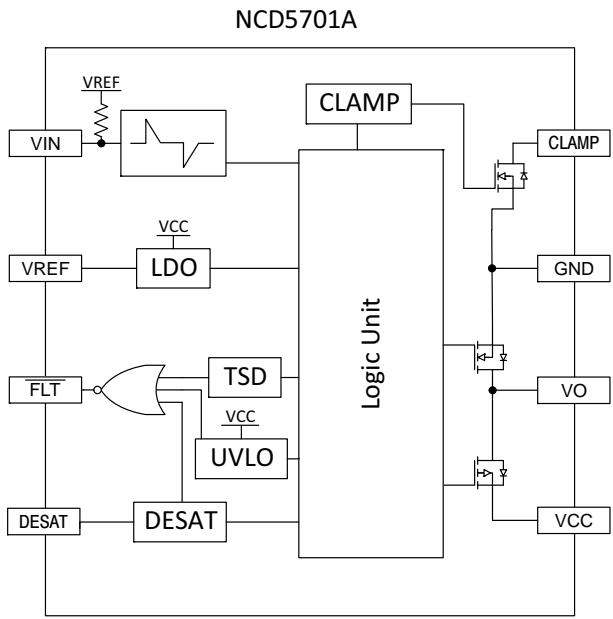 NCD5701A
VREF
CLAMP
VIN
CLAMP
VCC
VREF
LDO
GND
Logic Unit
FLT
TSD
VO
VCC
UVLO
DESAT
DESAT
VCC